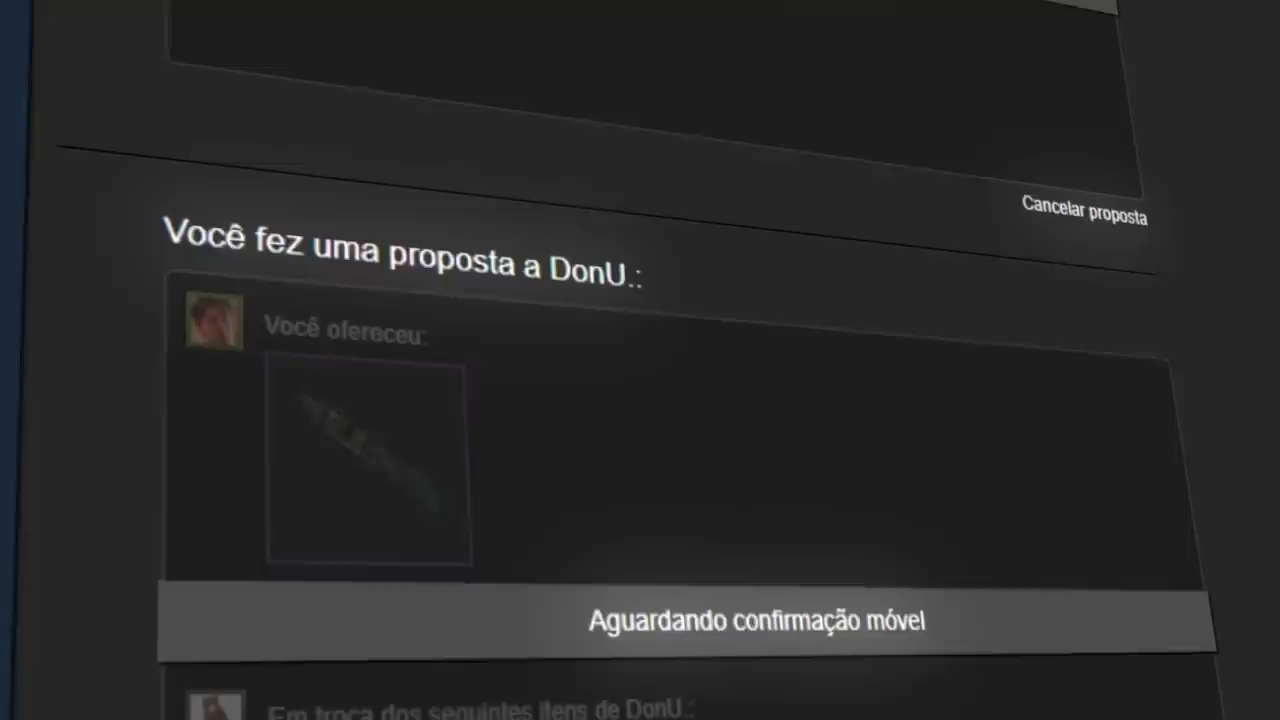 Cancelar proposta
Você fez uma proposta a DonU.:
Você ofereceu:
Aguardando confirmação móvel
Em troca dos seguintes itens de DonU.: